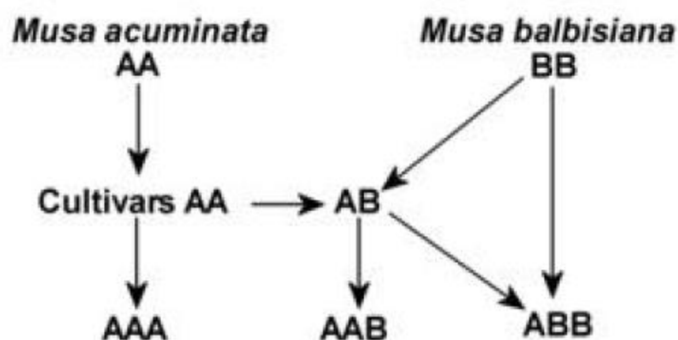 Musa acuminata Musa balbisiana
AA BB
Cultivars AA AB
AAA AAB ABB